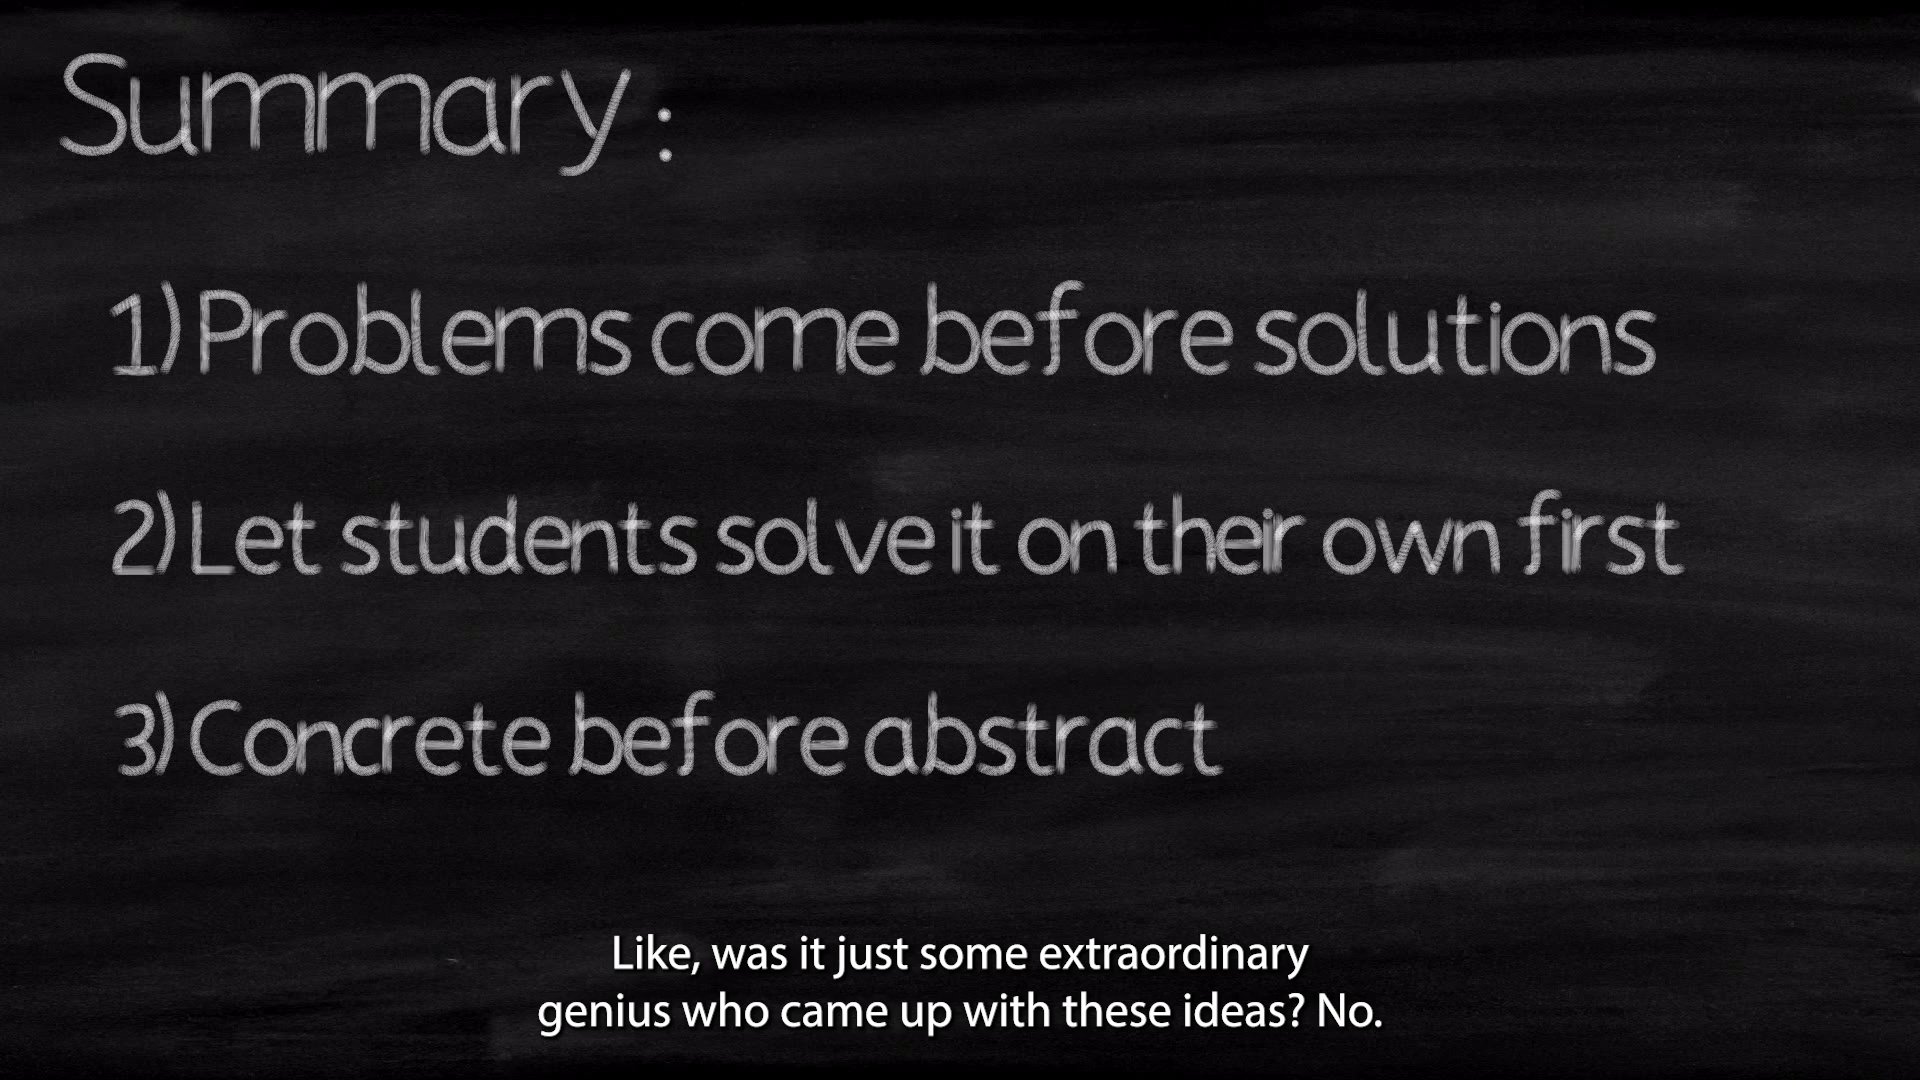 Summary:
1) Problems come before solutions
2) Let students solve it on their own first
3) Concrete before abstract
Like, was it just some extraordinary
genius who came up with these ideas? No.